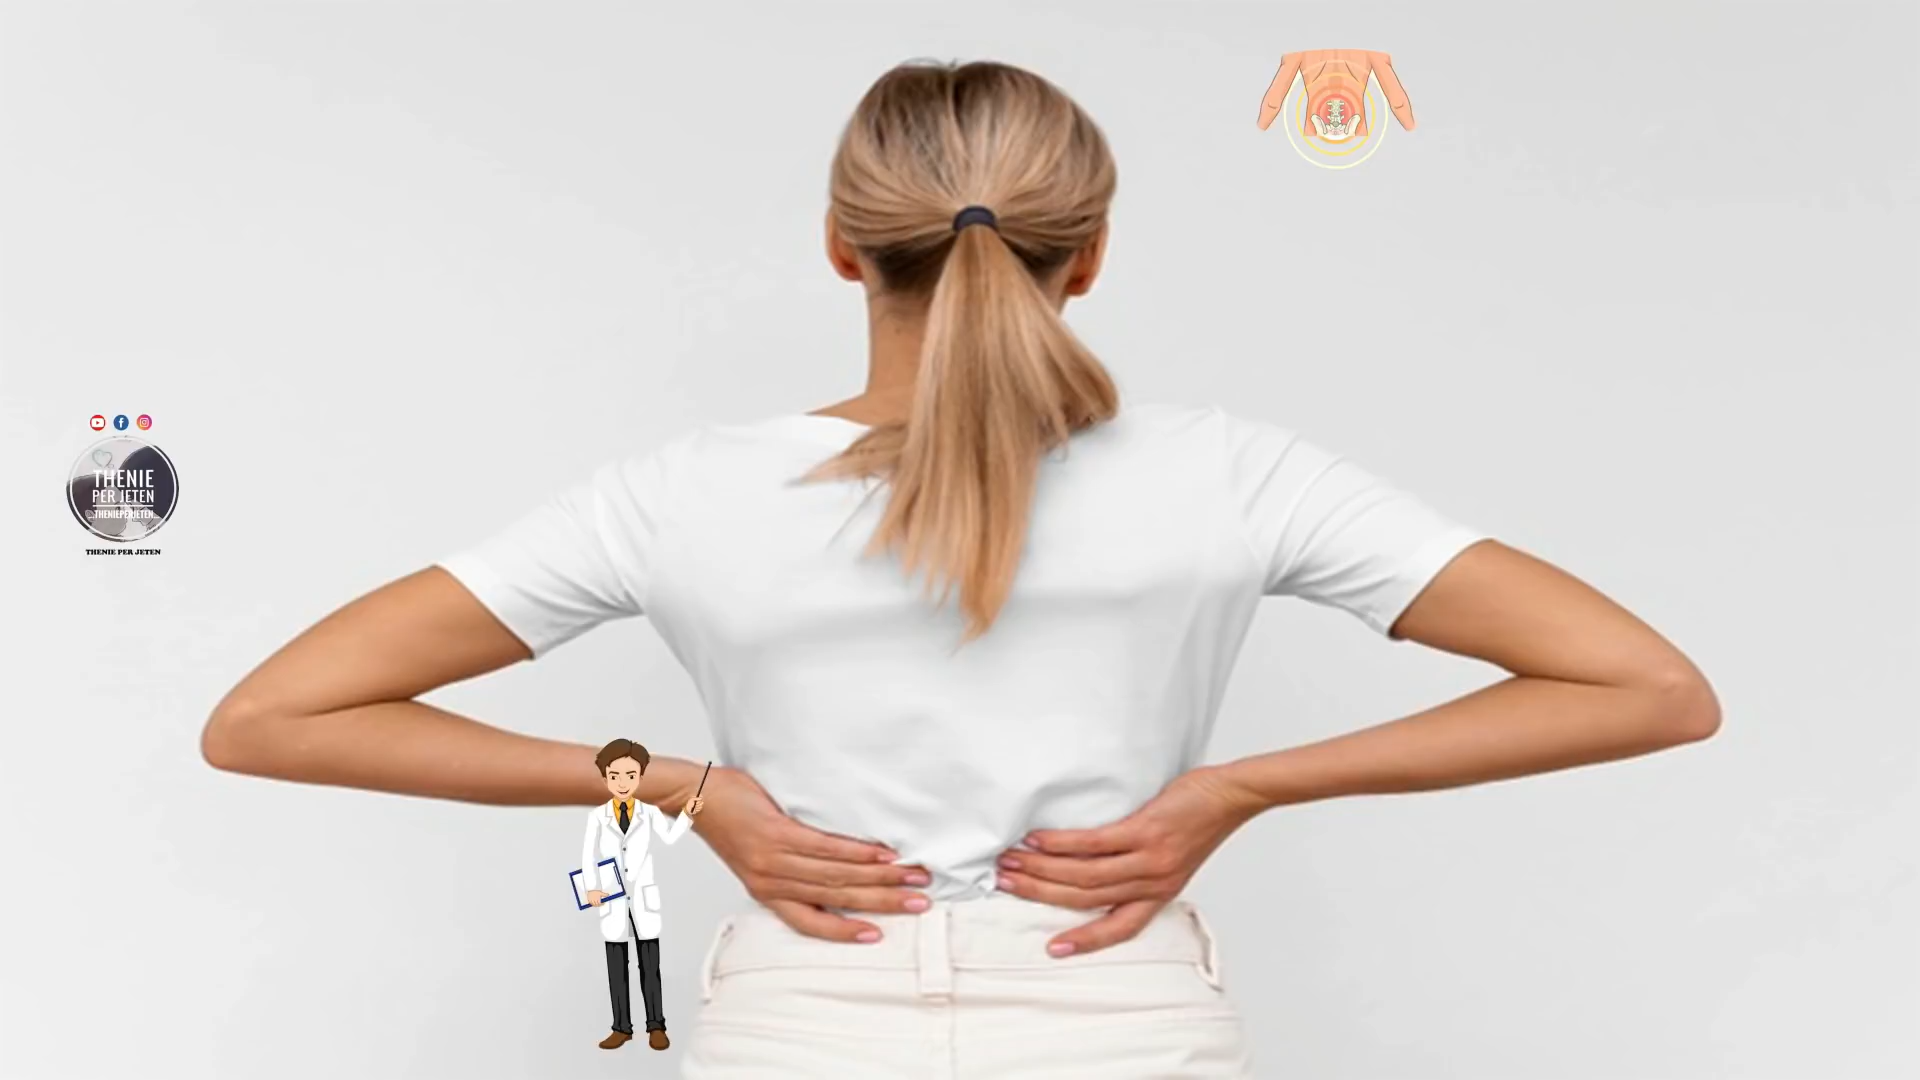 THENIE
PER JETEN
THENIEPERJETEN
THENIE PER JETEN